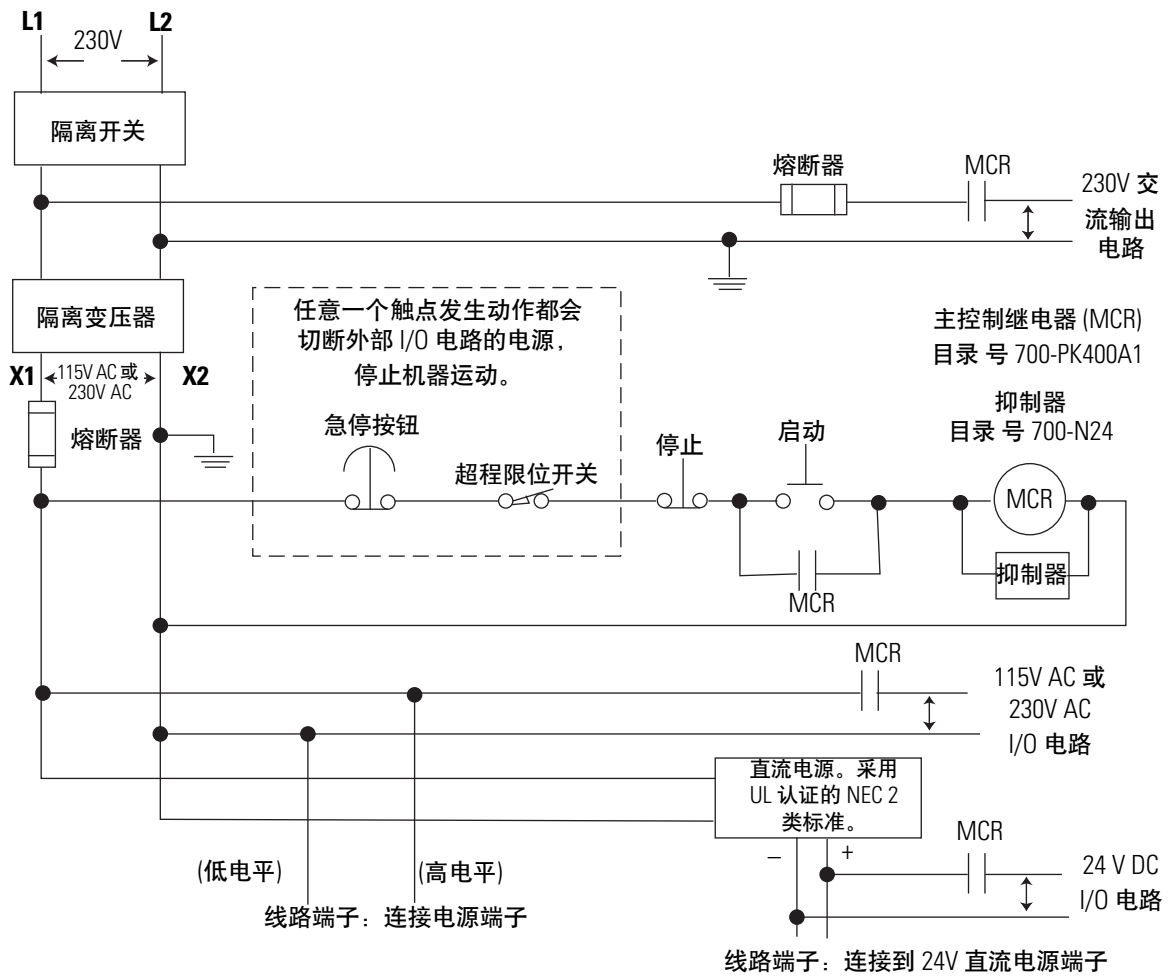 L1
L2
230V
隔离开关
熔断器
MCR
230V 交
流输出
电路
隔离变压器
任意一个触点发生动作都会
切断外部 I/O 电路的电源，
停止机器运动。
主控制继电器 (MCR)
目录 号 700-PK400A1
X1
115V AC 或
230V AC
X2
抑制器
目录 号 700-N24
熔断器
急停按钮
超程限位开关
停止
启动
MCR
抑制器
MCR
MCR
115V AC 或
230V AC
I/O 电路
直流电源。采用
UL 认证的 NEC 2
类标准。
MCR
– +
24 V DC
I/O 电路
(低电平)
(高电平)
线路端子：连接电源端子
线路端子：连接到 24V 直流电源端子